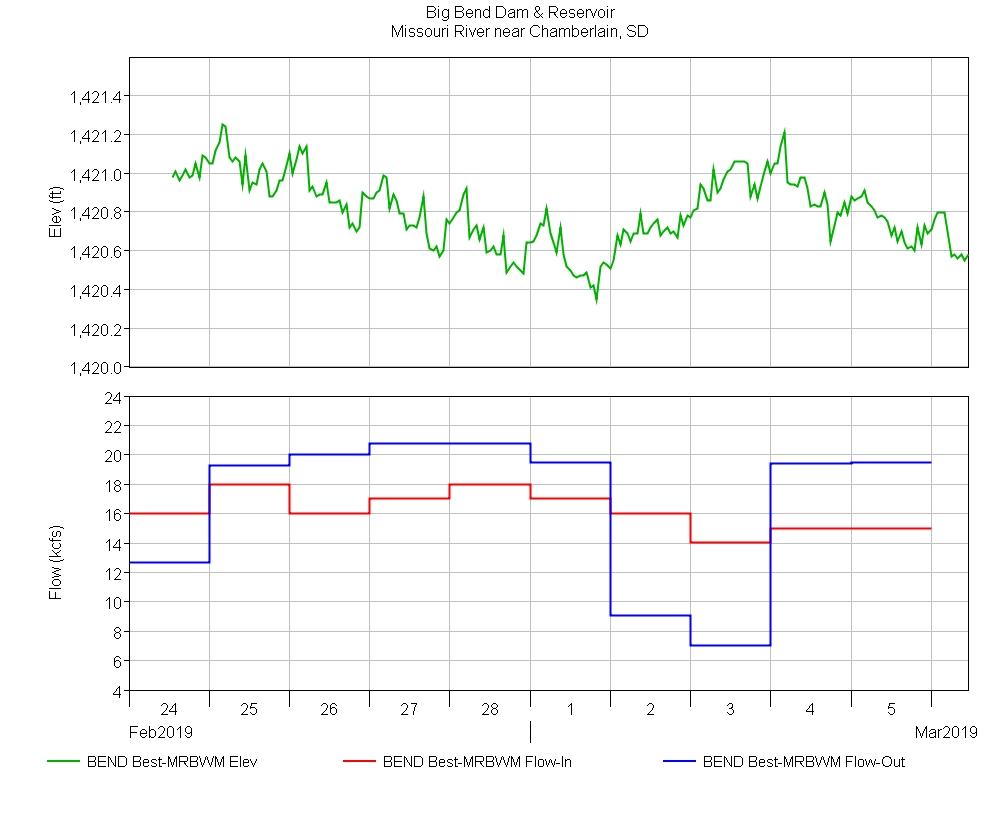 Big Bend Dam & Reservoir
Missouri River near Chamberlain, SD
1,421.4
1,421.2
1,421.0
1,420.8
1,420.6
1,420.4
1,420.2
1,420.0
Elev (ft)
24
22
20
18
16
14
12
10
8
6
4
Flow (kcfs)
24 25 26 27 28 1 2 3 4 5
Feb2019 Mar2019
BEND Best-MRBWM Elev BEND Best-MRBWM Flow-In BEND Best-MRBWM Flow-Out